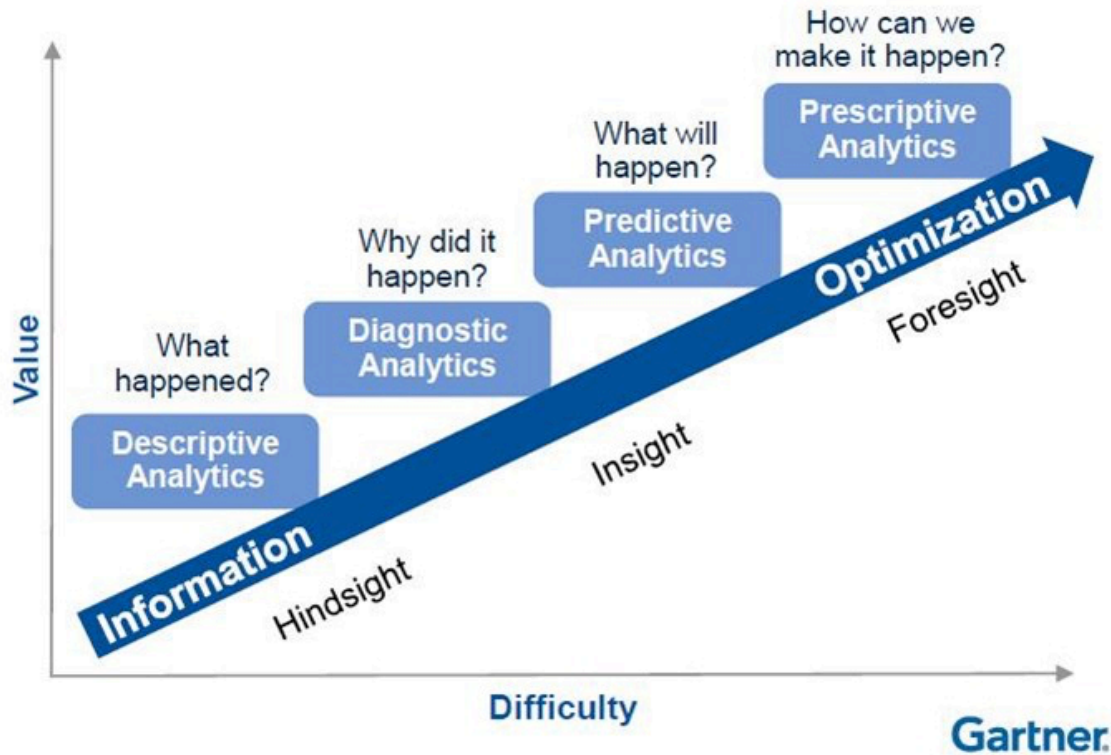 How can we
make it happen?
Prescriptive
Analytics
What will
happen?
Predictive
Analytics
Why did it
happen?
Diagnostic
Analytics
What
happened?
Descriptive
Analytics
Value
Information
Optimization
Hindsight
Insight
Foresight
Difficulty
Gartner